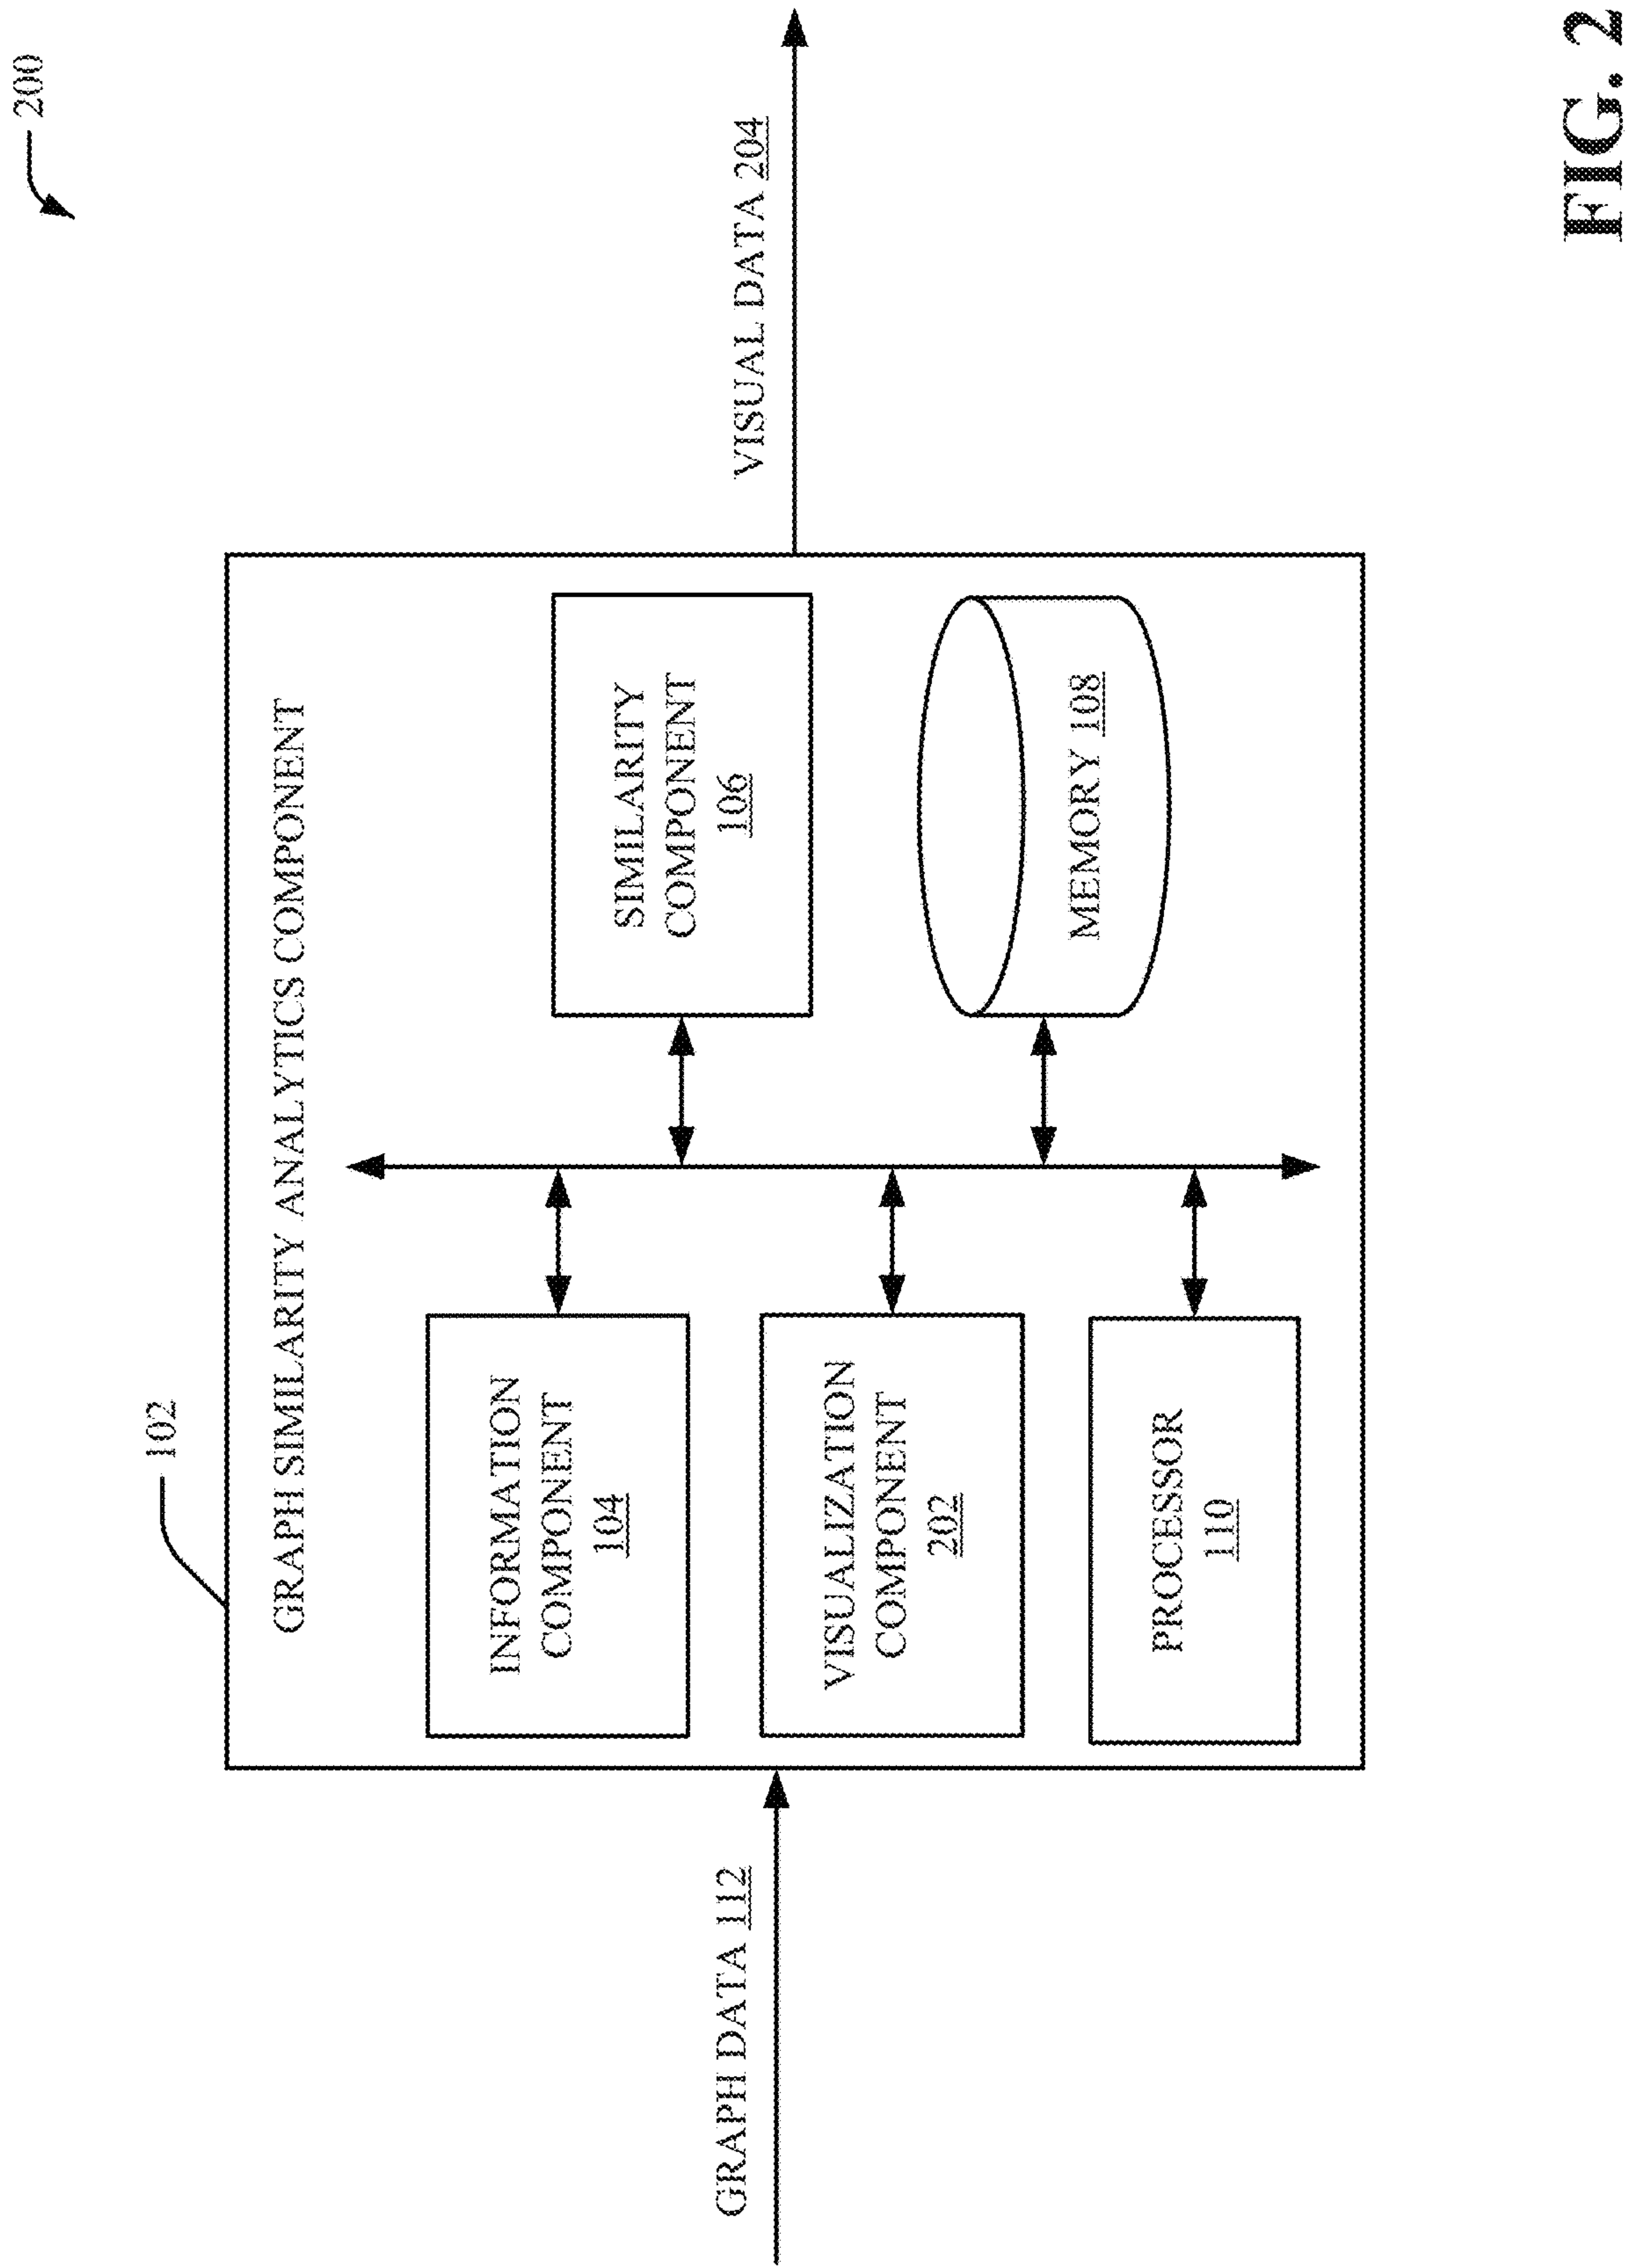 200
102
GRAPH SIMILARITY ANALYTICS COMPONENT
INFORMATION
COMPONENT
104
SIMILARITY
COMPONENT
106
GRAPH DATA 112
VISUAL DATA 204
VISUALIZATION
COMPONENT
202
MEMORY 108
PROCESSOR
110
FIG. 2